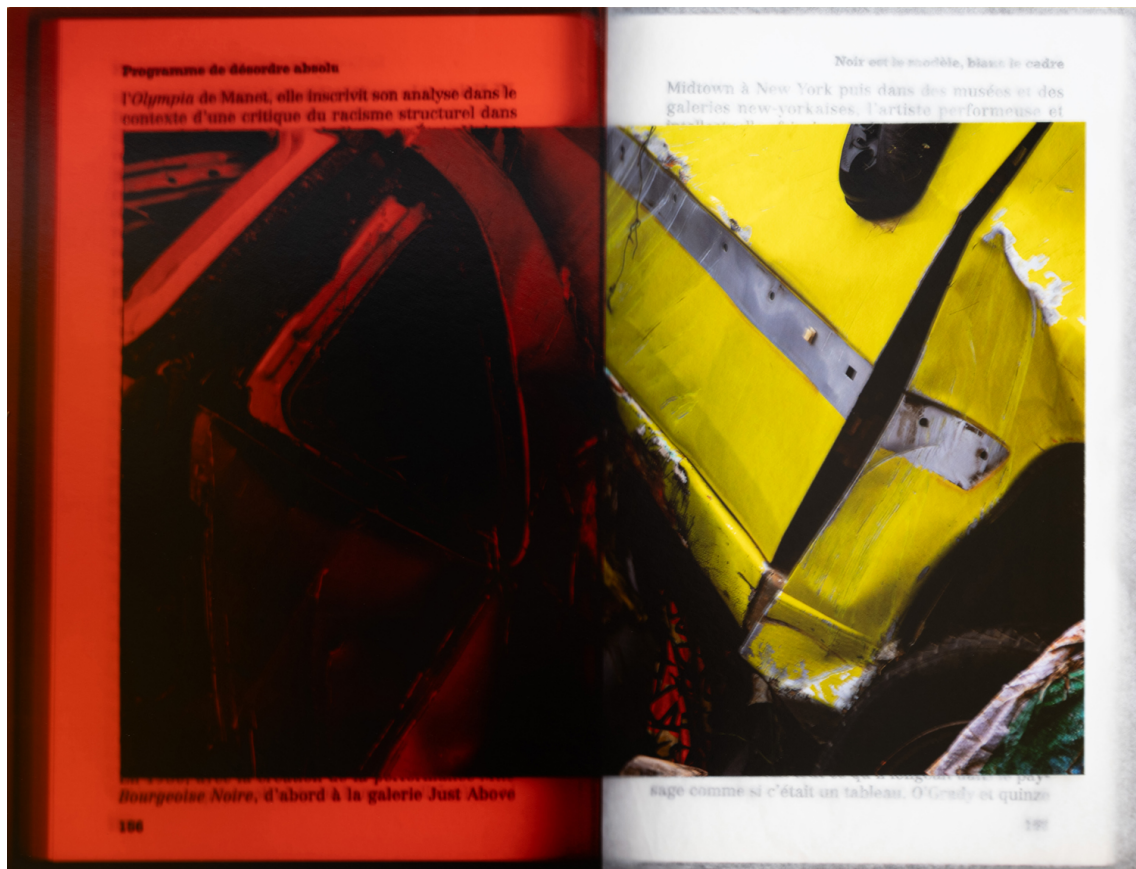 Programme de désordre absolu
l'Olympia de Manet, elle inscrivit son analyse dans le
contexte d'une critique du racisme structurel dans
Bourgeoise Noire, d'abord à la galerie Just Above
166
Noir est le modèle, blanc le cadre
Midtown à New York puis dans des musées et des
galeries new-yorkaises, l'artiste performeuse et
sage comme si c'était un tableau. O'Grady et quinze